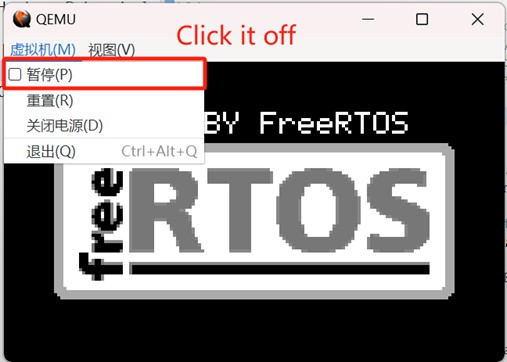 QEMU
Click it off
虚拟机(M) 视图(V)
暂停(P)
重置(R)
关闭电源(D)
退出(Q) Ctrl+Alt+Q
BY FreeRTOS
free
RTOS